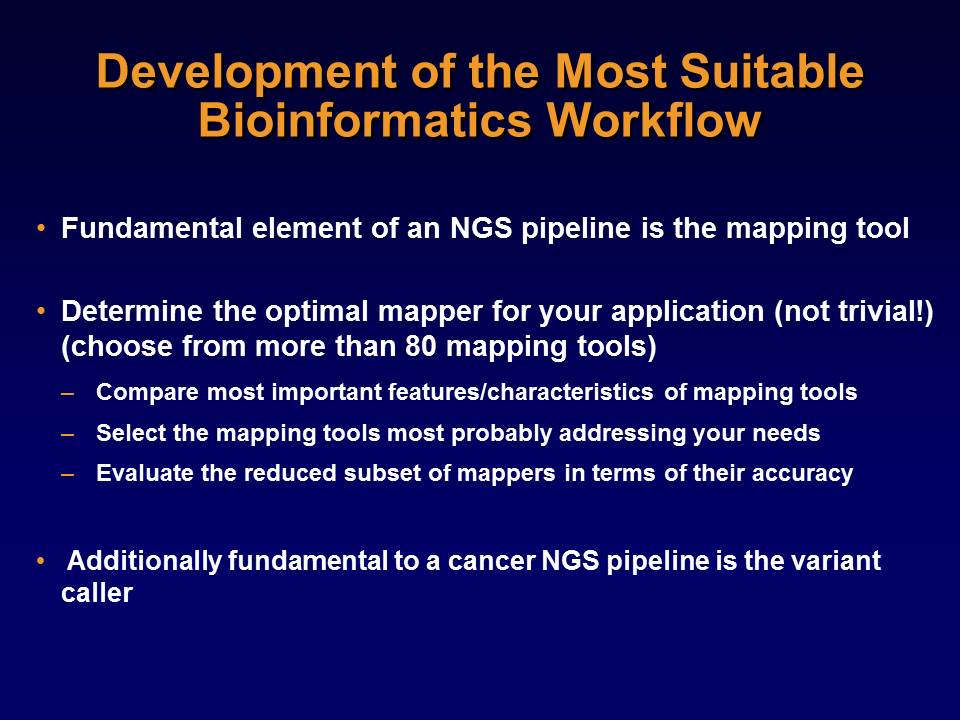 Development of the Most Suitable
Bioinformatics Workflow
• Fundamental element of an NGS pipeline is the mapping tool
• Determine the optimal mapper for your application (not trivial!)
(choose from more than 80 mapping tools)
– Compare most important features/characteristics of mapping tools
– Select the mapping tools most probably addressing your needs
– Evaluate the reduced subset of mappers in terms of their accuracy
• Additionally fundamental to a cancer NGS pipeline is the variant
caller